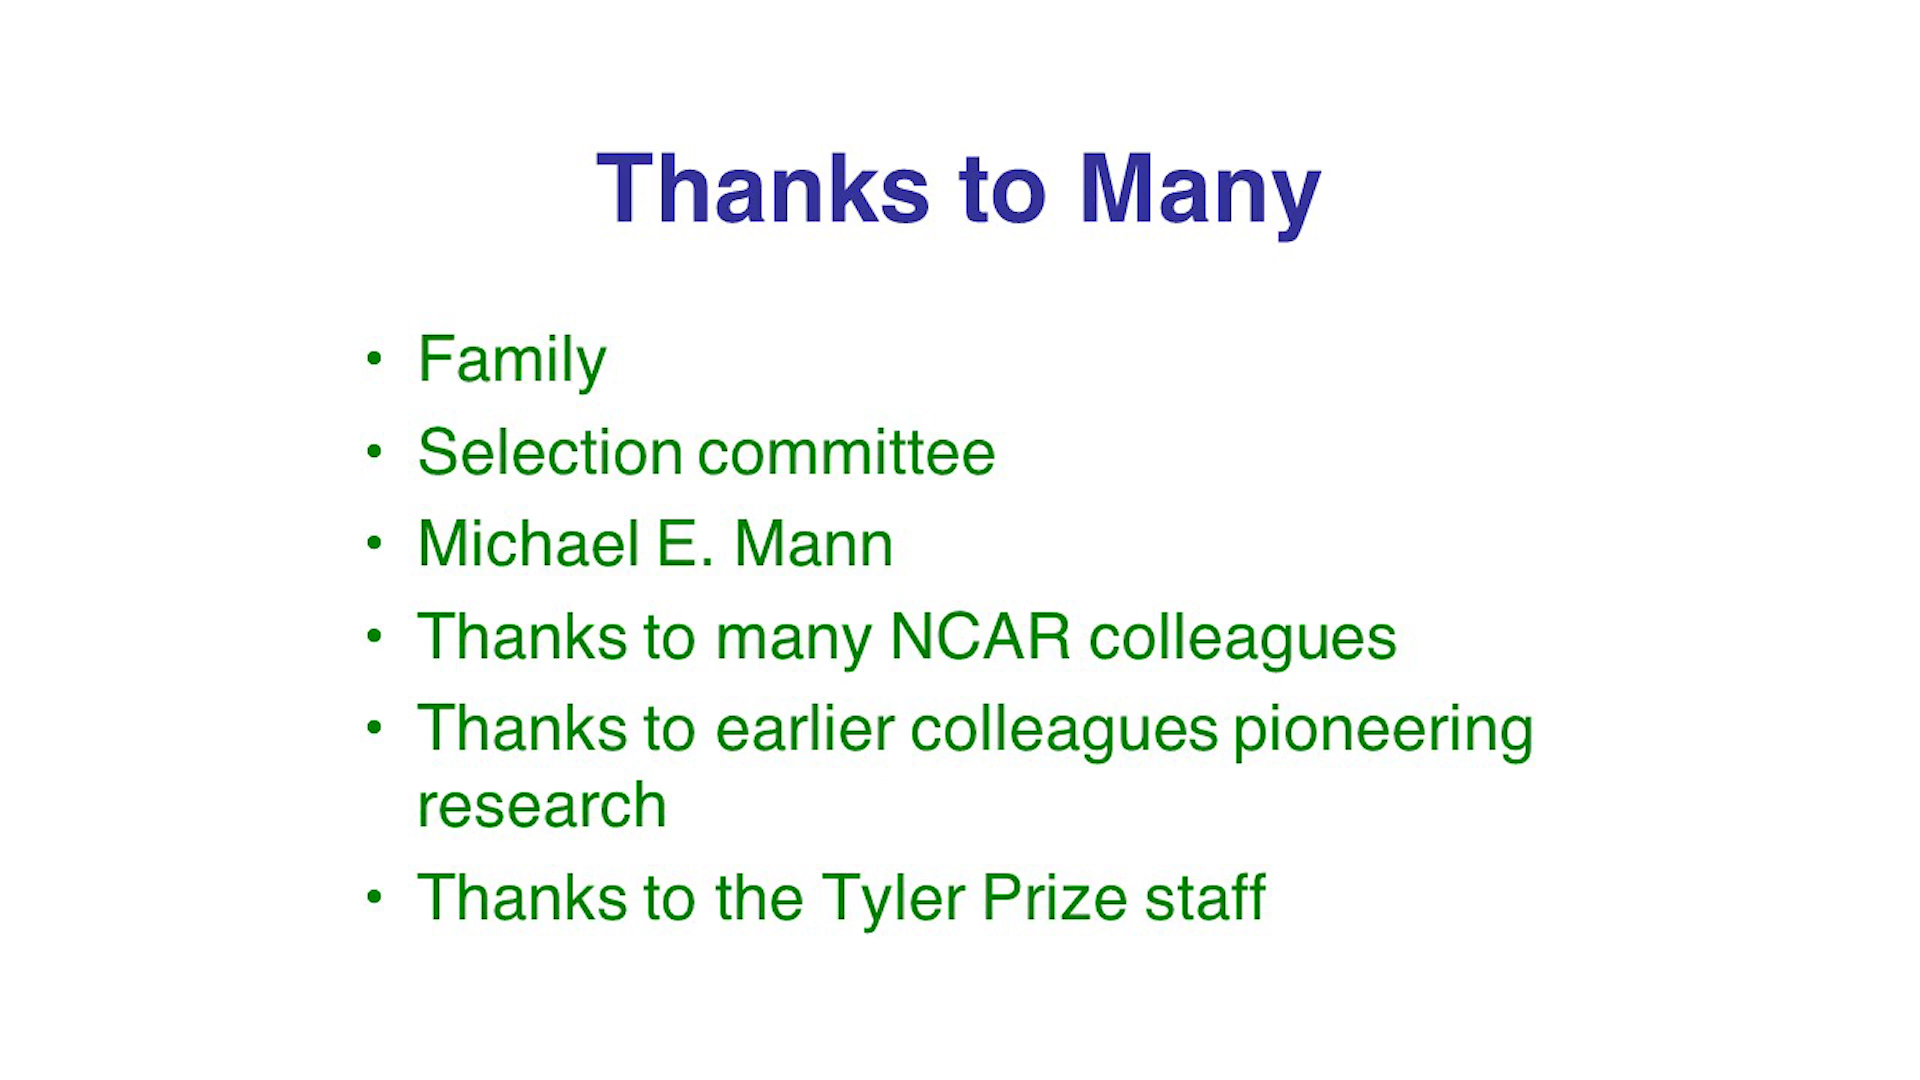 Thanks to Many
• Family
• Selection committee
• Michael E. Mann
• Thanks to many NCAR colleagues
• Thanks to earlier colleagues pioneering
research
• Thanks to the Tyler Prize staff